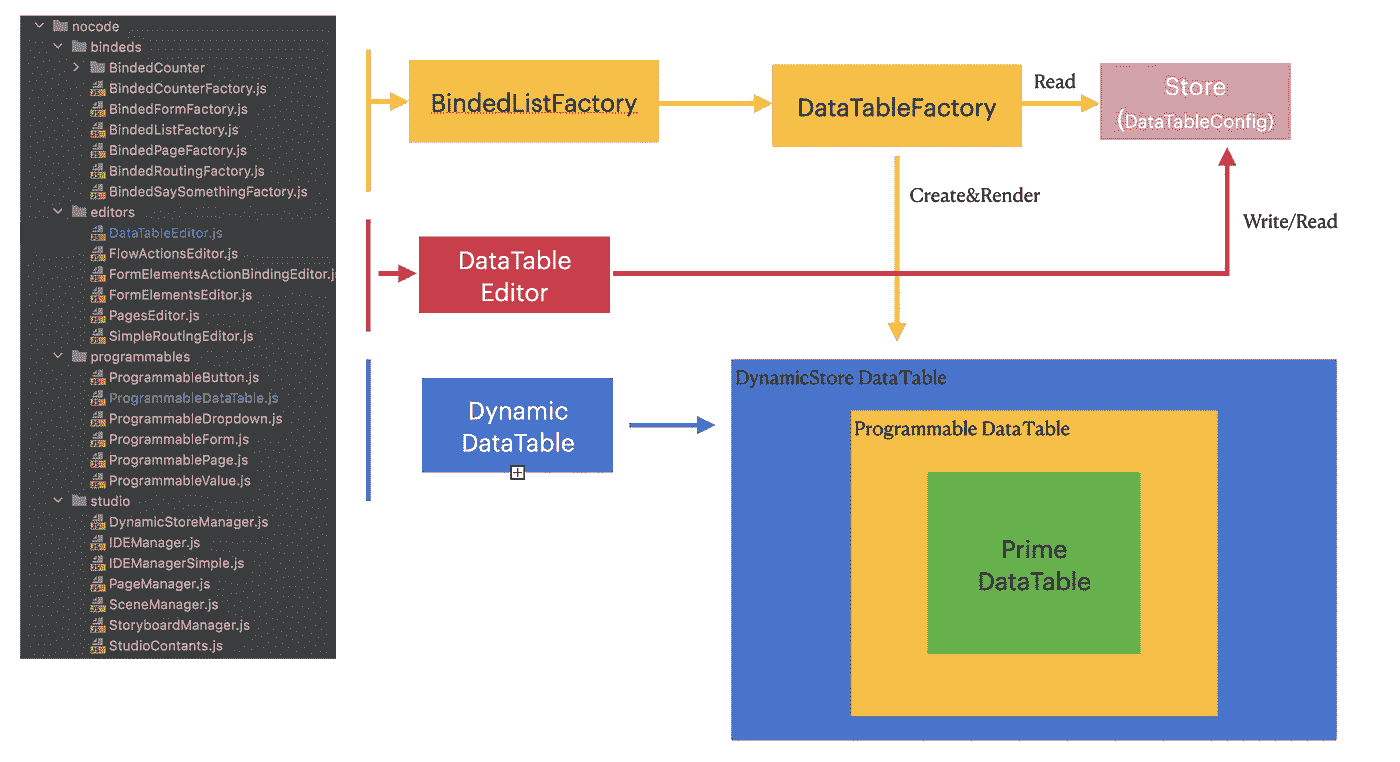 nocode
bindeds
BindedCounter
BindedCounterFactory.js
BindedFormFactory.js
BindedListFactory.js
BindedPageFactory.js
BindedRoutingFactory.js
BindedSaySomethingFactory.js
editors
DataTableEditor.js
FlowActionsEditor.js
FormElementsActionBindingEditor.js
FormElementsEditor.js
PagesEditor.js
SimpleRoutingEditor.js
programmables
ProgrammableButton.js
ProgrammableDataTable.js
ProgrammableDropdown.js
ProgrammableForm.js
ProgrammablePage.js
ProgrammableValue.js
studio
DynamicStoreManager.js
IDEManager.js
IDEManagerSimple.js
PageManager.js
SceneManager.js
StoryboardManager.js
StudioContants.js
BindedListFactory
DataTableFactory
Read
Store
(DataTableConfig)
Create&Render
Write/Read
DataTable
Editor
Dynamic
DataTable
DynamicStore DataTable
Programmable DataTable
Prime
DataTable